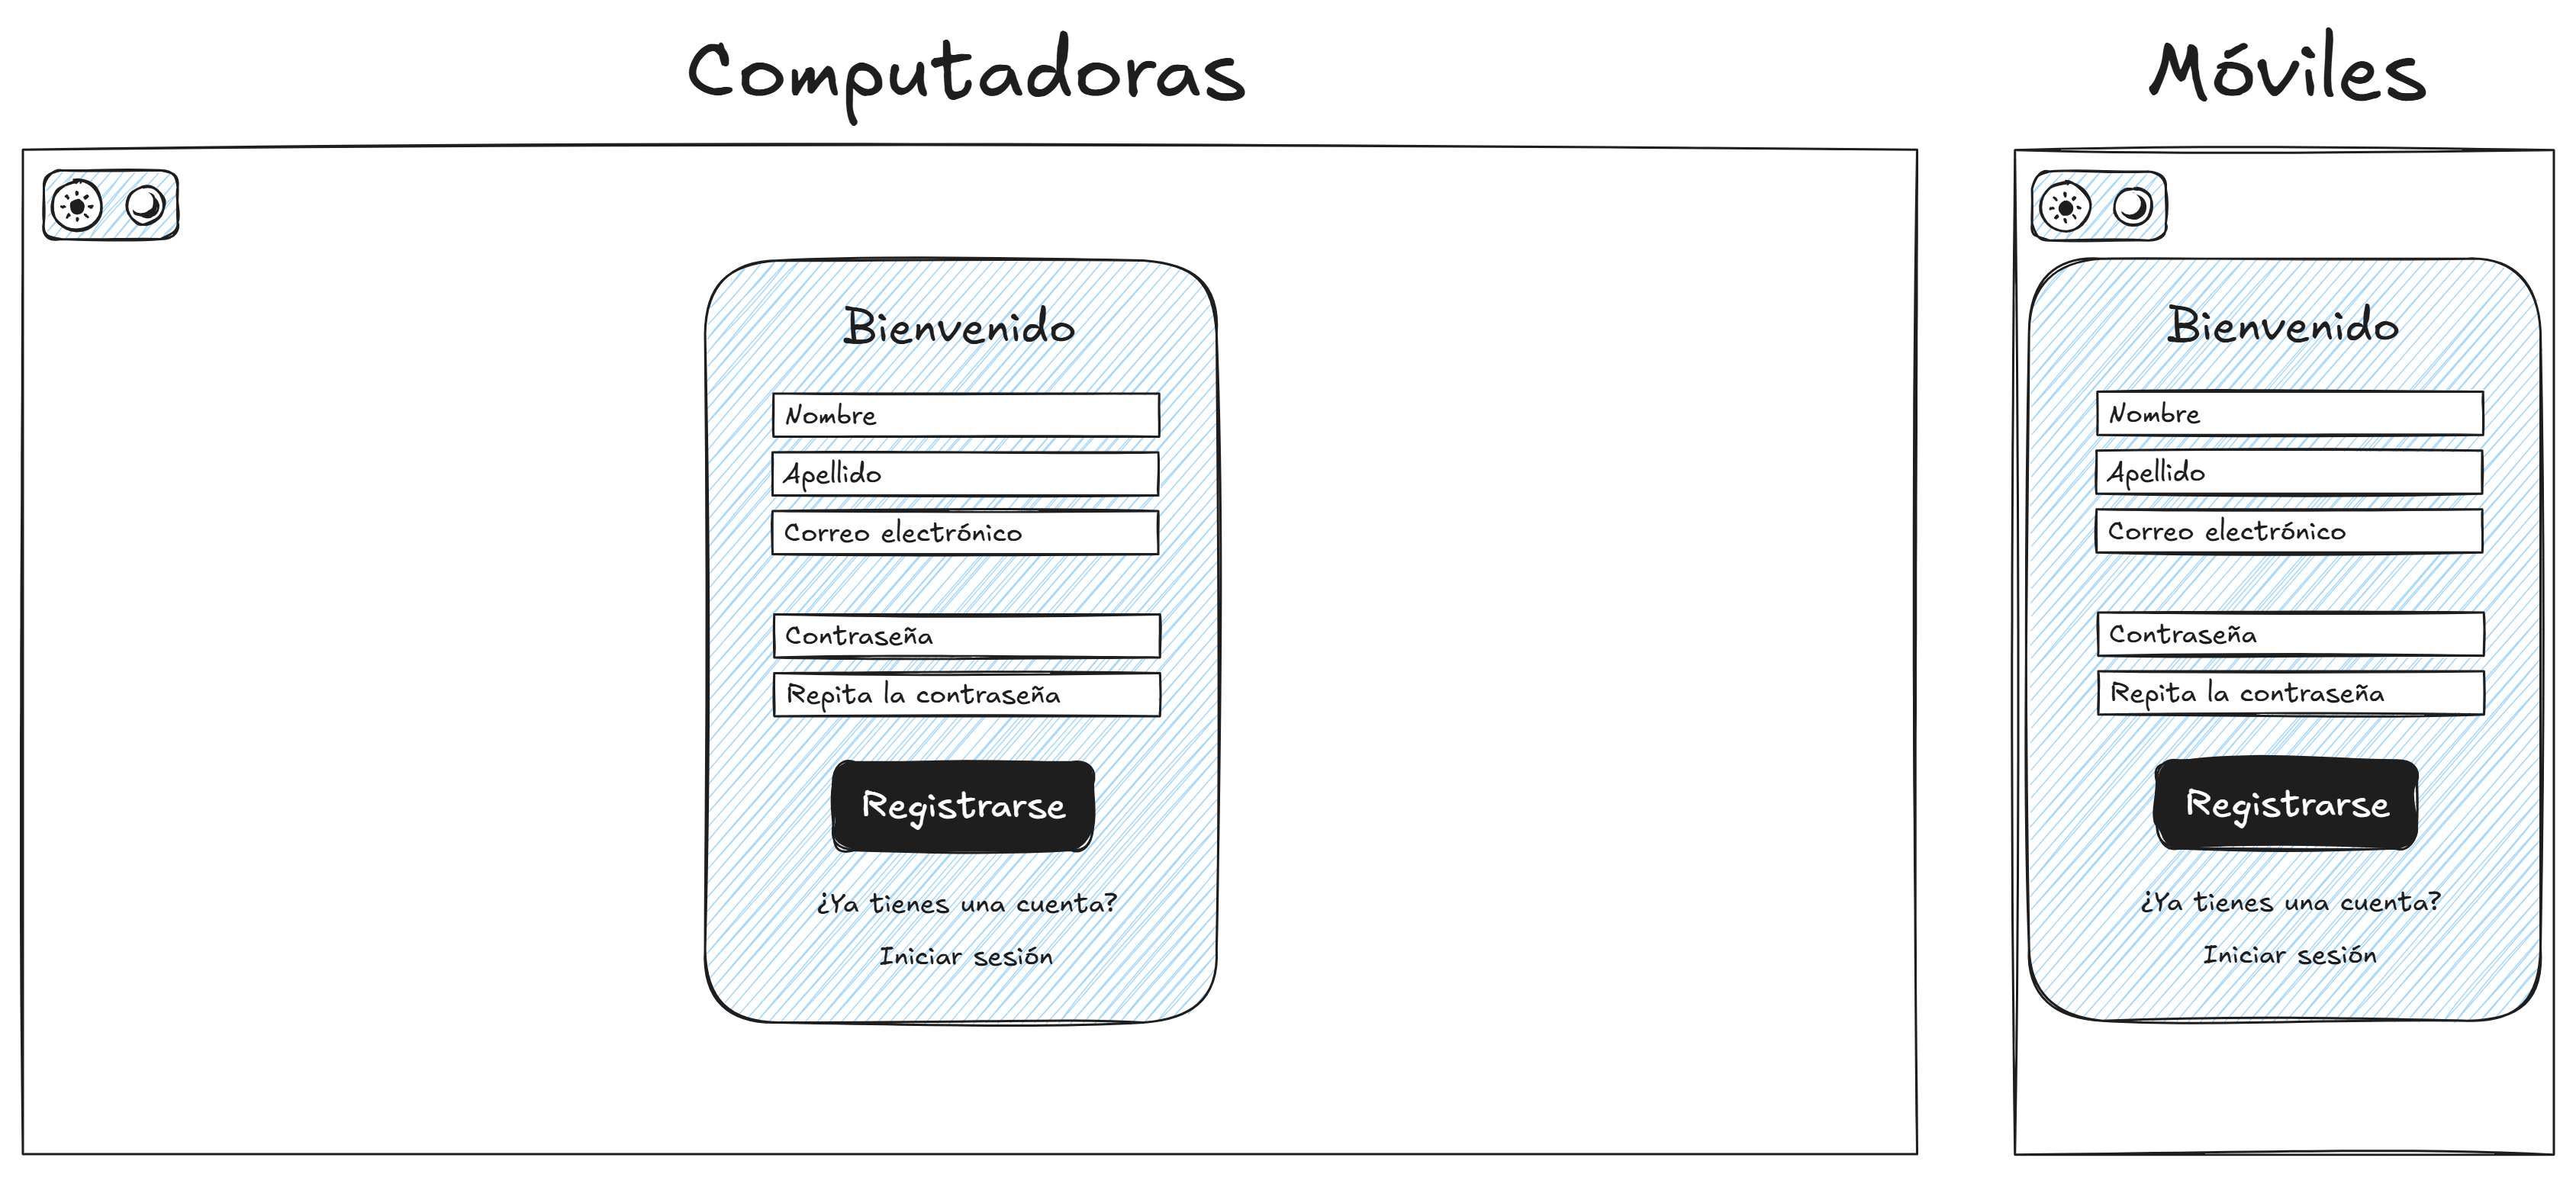 Computadoras
Bienvenido
Nombre
Apellido
Correo electrónico
Contraseña
Repita la contraseña
Registrarse
¿Ya tienes una cuenta?
Iniciar sesión
Móviles
Bienvenido
Nombre
Apellido
Correo electrónico
Contraseña
Repita la contraseña
Registrarse
¿Ya tienes una cuenta?
Iniciar sesión